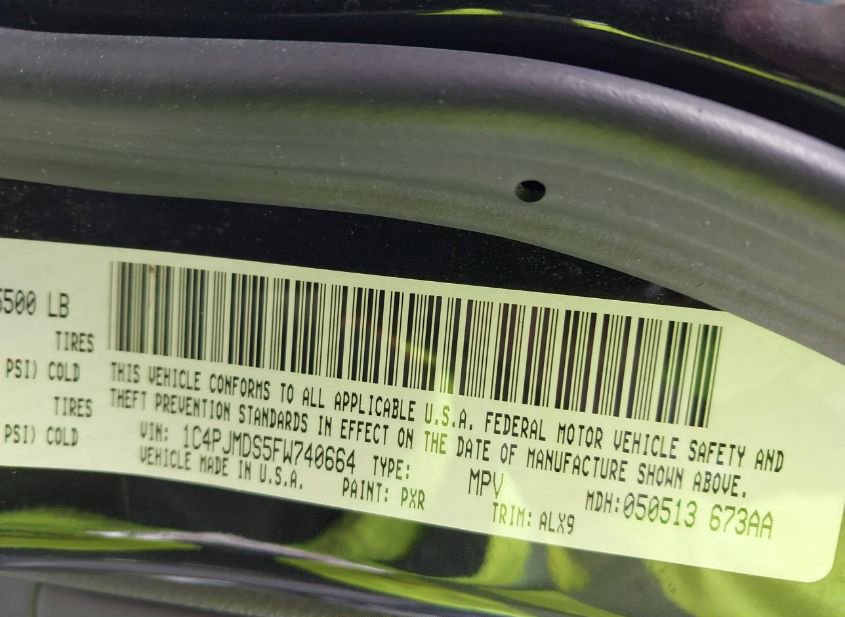 5500 LB
TIRES
PSI) COLD
TIRES
PSI) COLD
THIS VEHICLE CONFORMS TO ALL APPLICABLE U.S.A. FEDERAL MOTOR VEHICLE SAFETY AND
THEFT PREVENTION STANDARDS IN EFFECT ON THE DATE OF MANUFACTURE SHOWN ABOVE.
VIN: 1C4PJMDS5FW740664 TYPE: MPV MDH:050513 673AA
VEHICLE MADE IN U.S.A. PAINT: PXR TRIM: ALX9